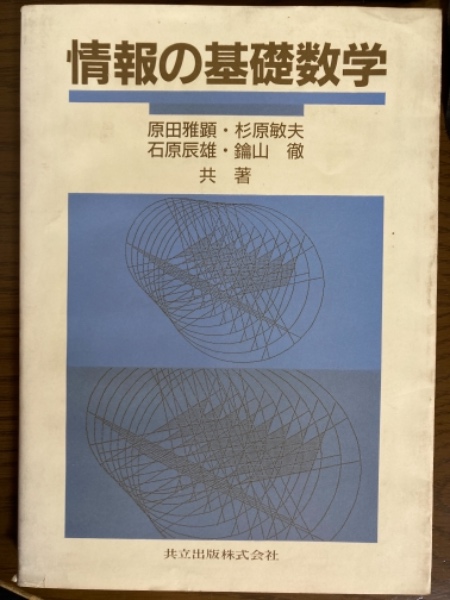 情報の基礎数学
原田雅顕・杉原敏夫
石原辰雄・鑰山 徹
共 著
共立出版株式会社